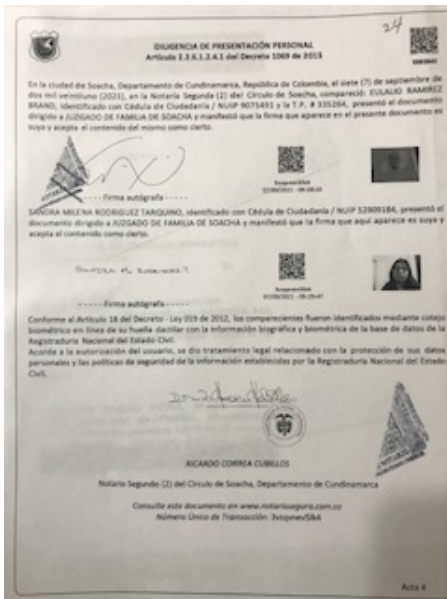 24
DILIGENCIA DE PRESENTACIÓN PERSONAL
Artículo 2.2.6.1.2.4.1 del Decreto 1069 de 2015
En la ciudad de Soacha, Departamento de Cundinamarca, República de Colombia, el siete (7) de septiembre de
dos mil veintiuno (2021), en la Notaría Segunda (2) del Círculo de Soacha, compareció: EULALIO RAMIREZ
BRAND, identificado con Cédula de Ciudadanía / NUIP 9075491 y la T.P. # 335264, presentó el documento
dirigido a JUZGADO DE FAMILIA DE SOACHA y manifestó que la firma que aparece en el presente documento es
suya y acepta el contenido del mismo como cierto.
- - - - - Firma autógrafa - - - - -
SANDRA MILENA RODRIGUEZ TARIQUINO, identificado con Cédula de Ciudadanía / NUIP 52909184, presentó el
documento dirigido a JUZGADO DE FAMILIA DE SOACHA y manifestó que la firma que aquí aparece es suya y
acepta el contenido como cierto.
- - - - - Firma autógrafa - - - - -
Conforme al Artículo 18 del Decreto - Ley 019 de 2012, los comparecientes fueron identificados mediante cotejo
biométrico en línea de su huella dactilar con la información biográfica y biométrica de la base de datos de la
Registraduría Nacional del Estado Civil.
Acorde a la autorización del usuario, se dio tratamiento legal relacionado con la protección de sus datos
personales y las políticas de seguridad de la información establecidas por la Registraduría Nacional del Estado
Civil.
RICARDO CORREA CUBILLOS
Notario Segundo (2) del Círculo de Soacha, Departamento de Cundinamarca
Consulte este documento en www.notariasegura.com.co
Número Único de Transacción: 3vzqvnev5lk4
Acta 4